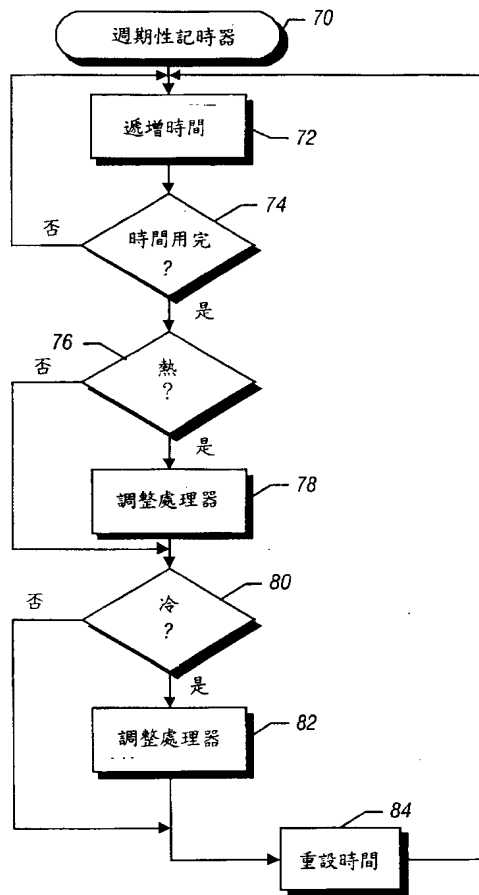 週期性記時器
70
遞增時間
72
74
否
時間用完
?
是
76
否
熱
?
是
調整處理器
78
80
否
冷
?
是
調整處理器
82
84
重設時間